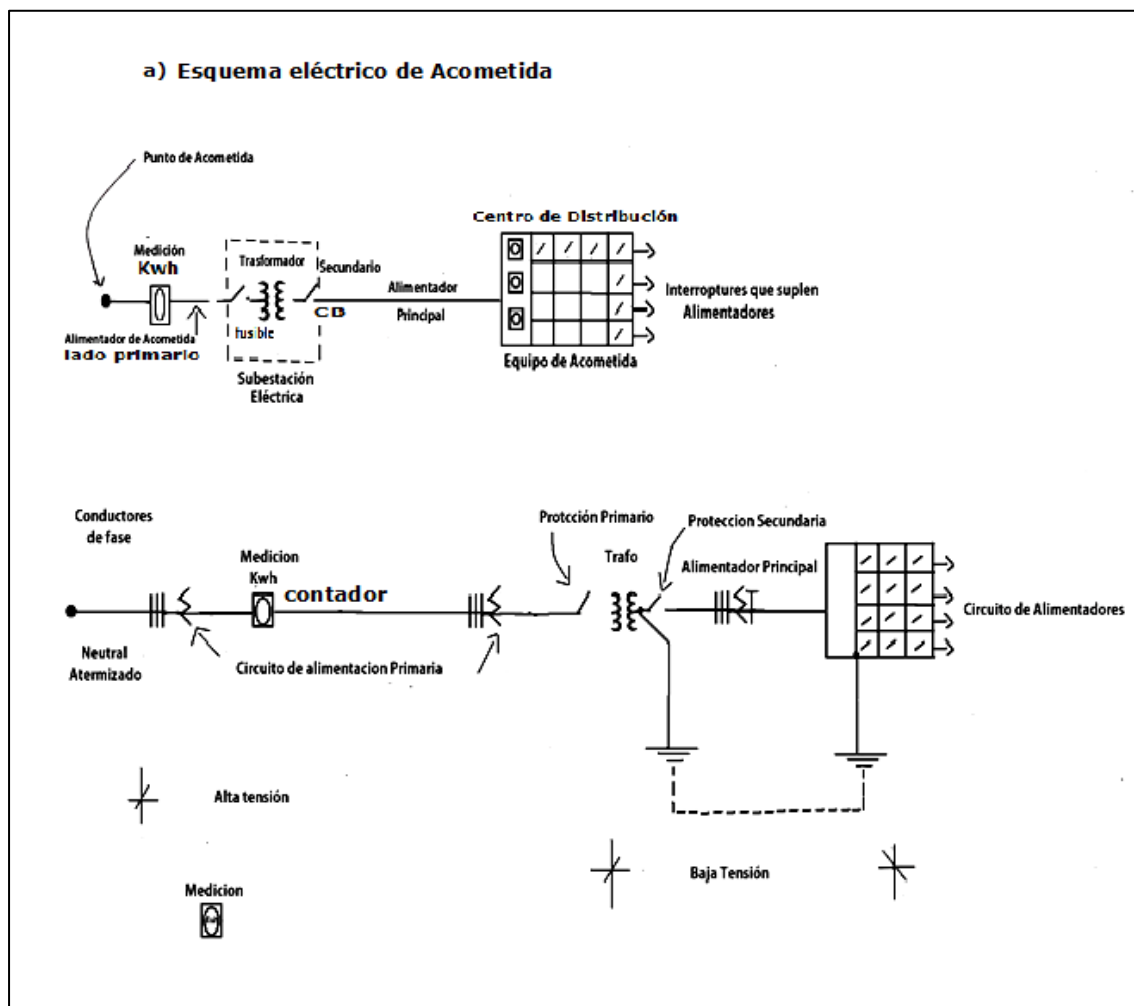 a) Esquema eléctrico de Acometida
Punto de Acometida
Centro de Distribución
Medición
Kwh
Trasformador
Secundario
Alimentador
Principal
CB
Interroptures que suplen
Alimentadores
Alimentador de Acometida
lado primario
fusible
Equipo de Acometida
Subestación
Eléctrica
Conductores
de fase
Medicion
Kwh
contador
Protcción Primario
Proteccion Secundaria
Trafo
Alimentador Principal
Circuito de Alimentadores
Neutral
Atermizado
Circuito de alimentacion Primaria
Alta tensión
Baja Tensión
Medicion